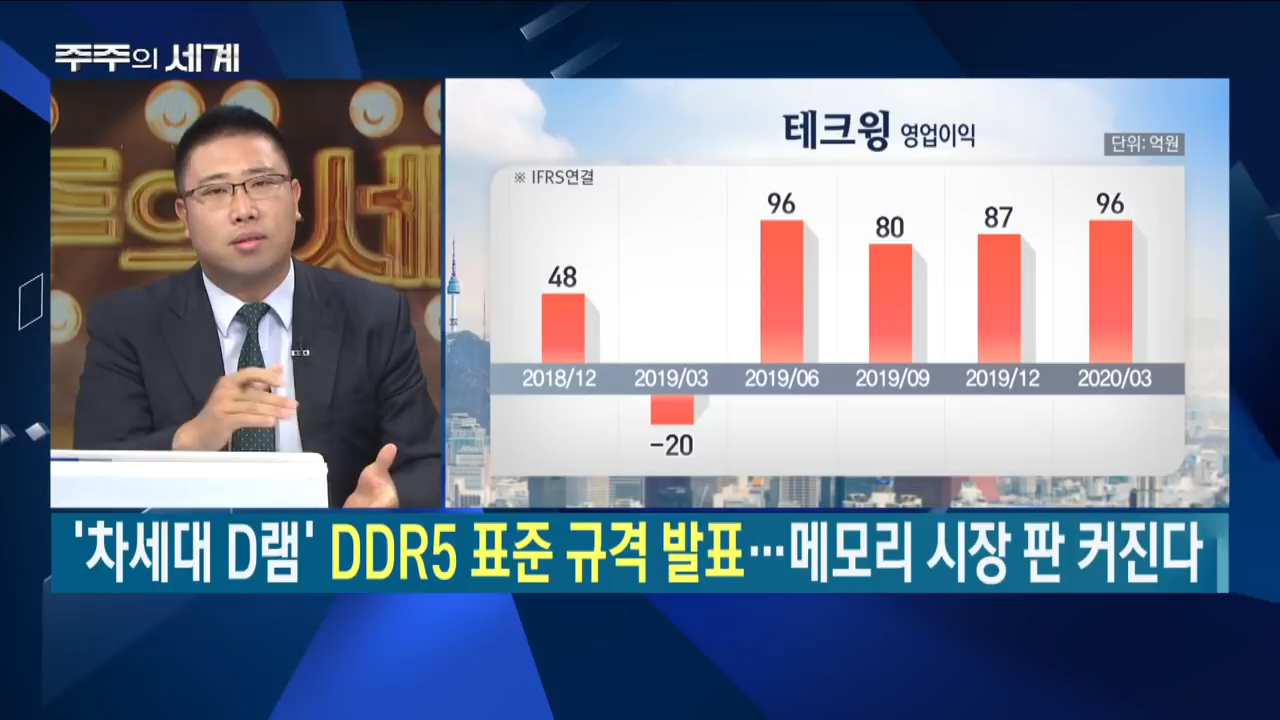 주주의 세계
주의 세
테크윙 영업이익
단위: 억원
※ IFRS연결
48
96
80
87
96
2018/12
2019/03
2019/06
2019/09
2019/12
2020/03
-20
'차세대 D램' DDR5 표준 규격 발표…메모리 시장 판 커진다